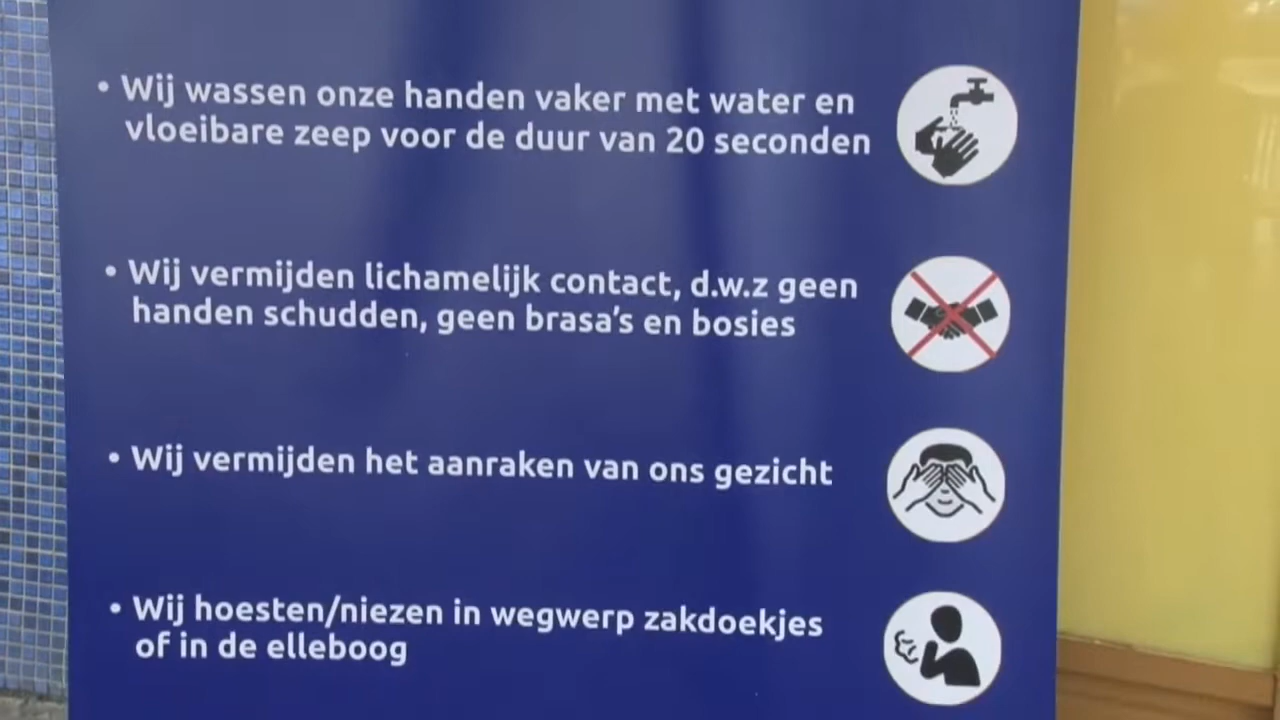 • Wij wassen onze handen vaker met water en
vloeibare zeep voor de duur van 20 seconden
• Wij vermijden lichamelijk contact, d.w.z geen
handen schudden, geen brasa's en bosies
• Wij vermijden het aanraken van ons gezicht
• Wij hoesten/niezen in wegwerp zakdoekjes
of in de elleboog